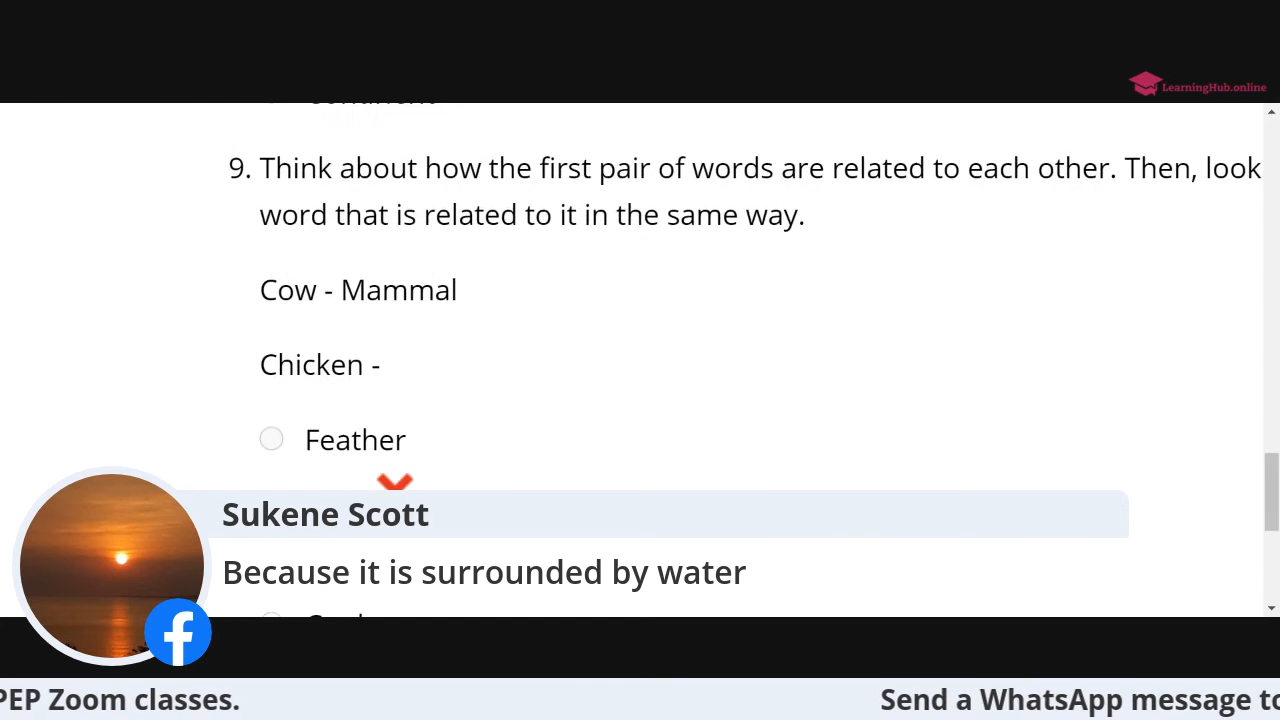 LearningHub.online
9. Think about how the first pair of words are related to each other. Then, look
word that is related to it in the same way.
Cow - Mammal
Chicken -
Feather
Sukene Scott
Because it is surrounded by water
PEP Zoom classes.
Send a WhatsApp message to